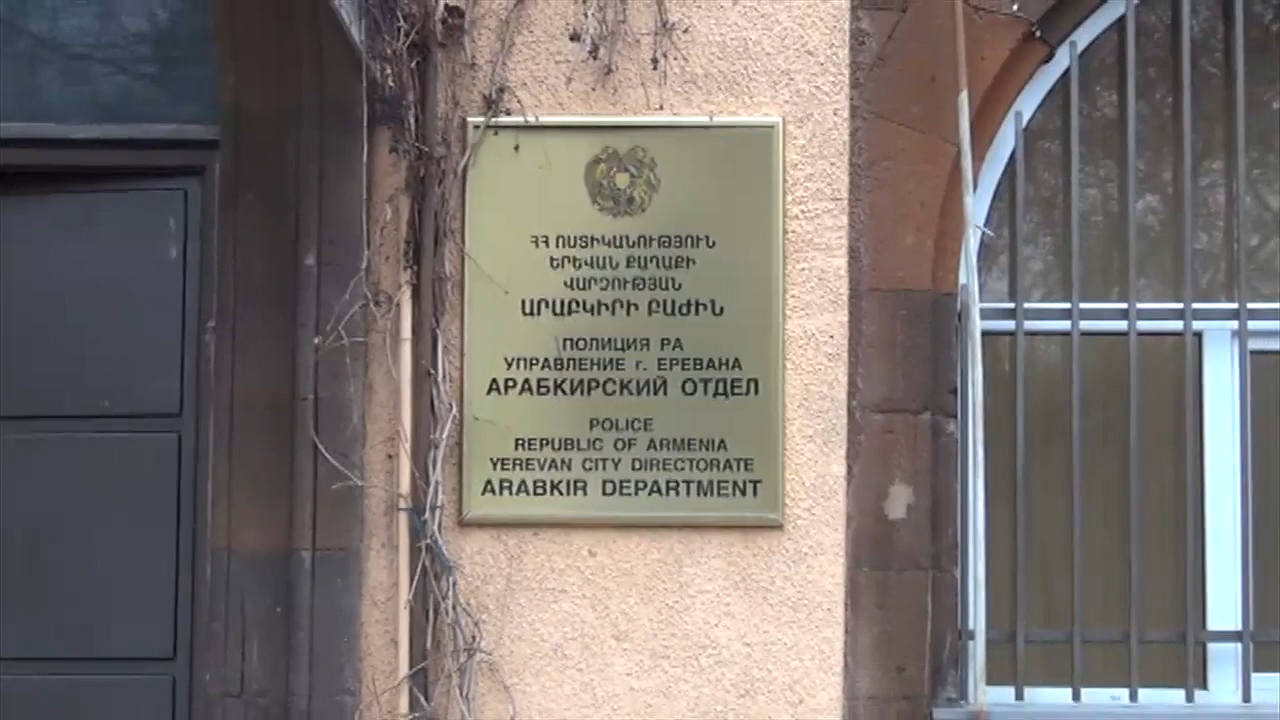 ՀՀ ՈՍՏԻԿԱՆՈՒԹՅՈՒՆ
ԵՐԵՎԱՆ ՔԱՂԱՔԻ
ՎԱՐՉՈՒԹՅԱՆ
ԱՐԱԲԿԻՐԻ ԲԱԺԻՆ
ПОЛИЦИЯ РА
УПРАВЛЕНИЕ г. ЕРЕВАНА
АРАБКИРСКИЙ ОТДЕЛ
POLICE
REPUBLIC OF ARMENIA
YEREVAN CITY DIRECTORATE
ARABKIR DEPARTMENT